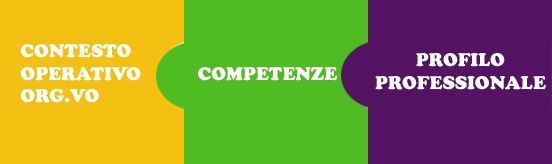 CONTESTO
OPERATIVO
ORG.VO
COMPETENZE
PROFILO
PROFESSIONALE